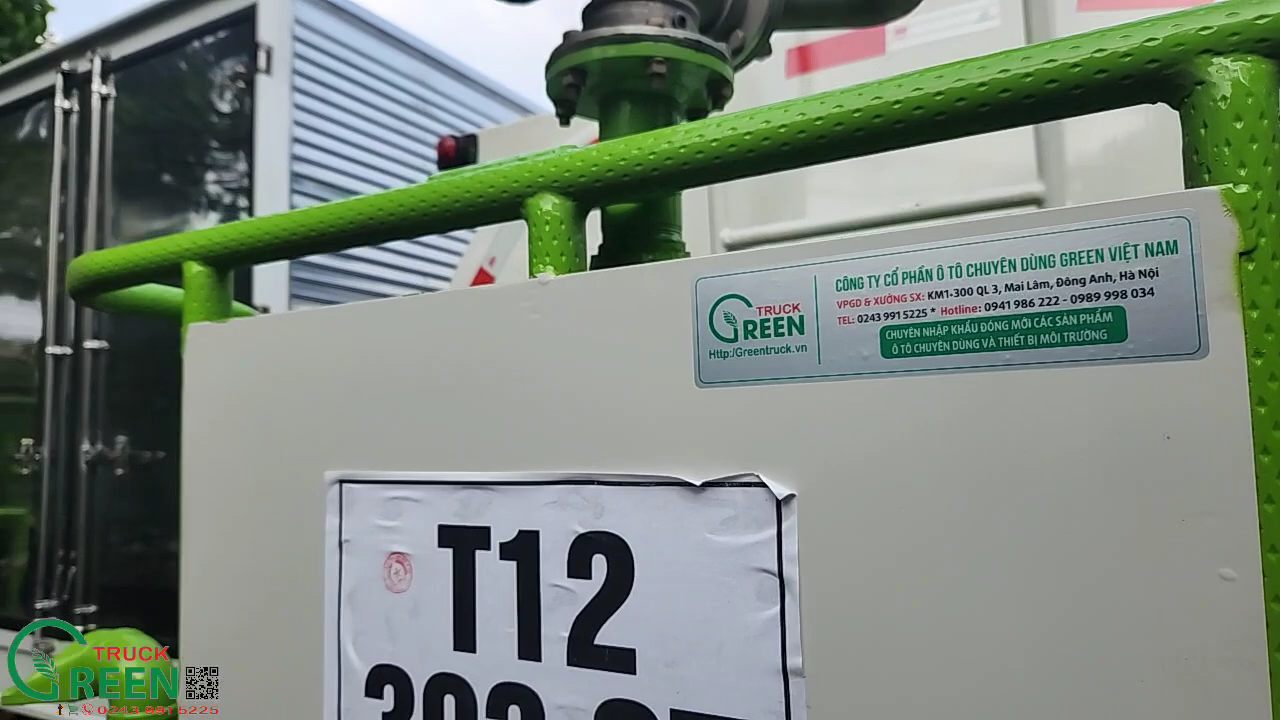 CÔNG TY CỔ PHẦN Ô TÔ CHUYÊN DÙNG GREEN VIỆT NAM
VPGD & XƯỞNG SX: KM1-300 QL 3, Mai Lâm, Đông Anh, Hà Nội
TEL: 0243 991 5225 * Hotline: 0941 986 222 - 0989 998 034
CHUYÊN NHẬP KHẨU ĐÓNG MỚI CÁC SẢN PHẨM
Ô TÔ CHUYÊN DÙNG VÀ THIẾT BỊ MÔI TRƯỜNG
TRUCK
GREEN
Http:/Greentruck.vn
T12
TRUCK
GREEN
0243 991 5225